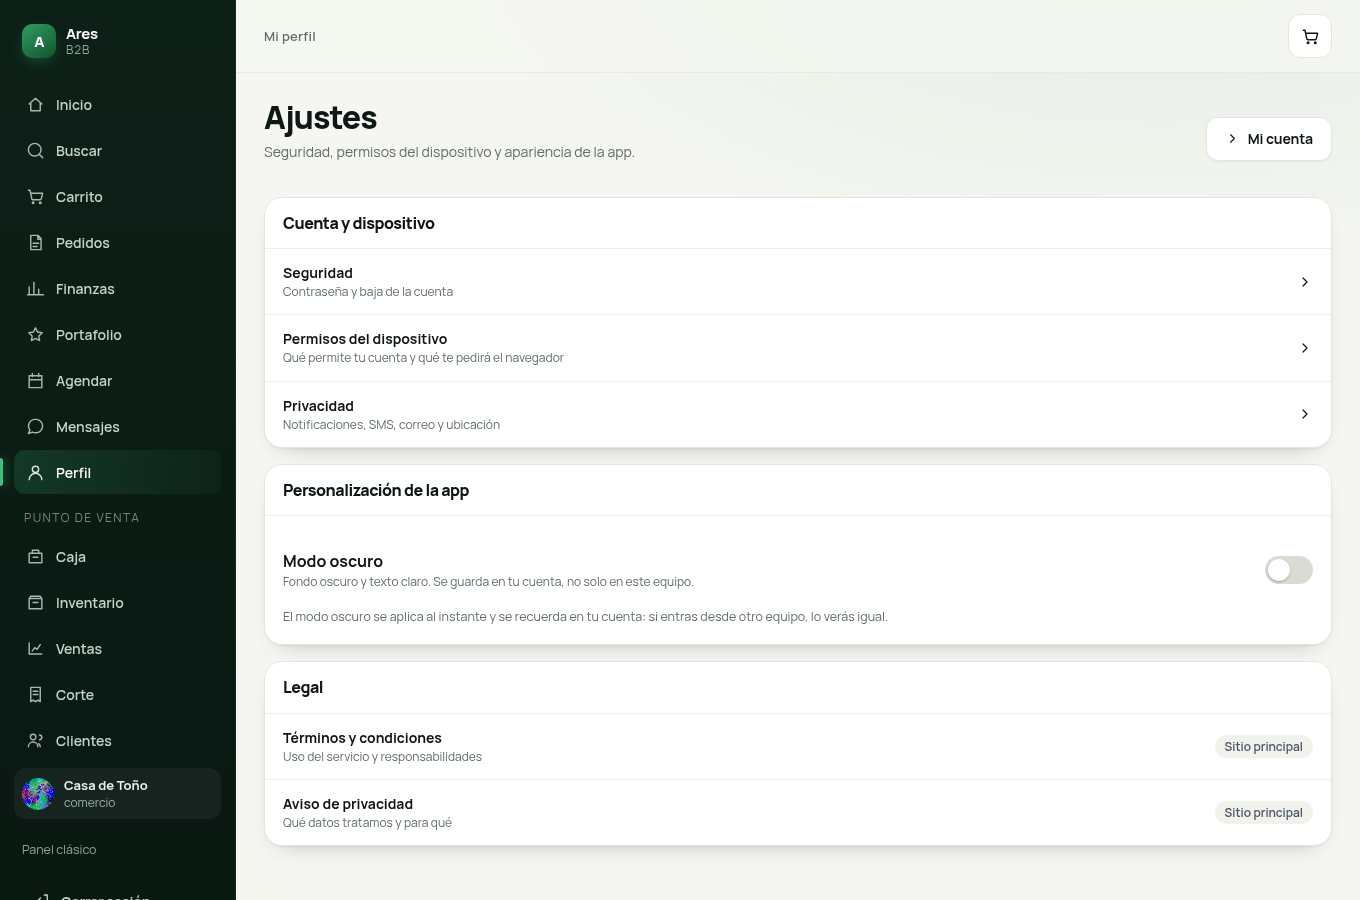 A
Ares
B2B
Inicio
Buscar
Carrito
Pedidos
Finanzas
Portafolio
Agendar
Mensajes
Perfil
PUNTO DE VENTA
Caja
Inventario
Ventas
Corte
Clientes
Casa de Toño
comercio
Panel clásico
Mi perfil
Ajustes
Seguridad, permisos del dispositivo y apariencia de la app.
Mi cuenta
Cuenta y dispositivo
Seguridad
Contraseña y baja de la cuenta
Permisos del dispositivo
Qué permite tu cuenta y qué te pedirá el navegador
Privacidad
Notificaciones, SMS, correo y ubicación
Personalización de la app
Modo oscuro
Fondo oscuro y texto claro. Se guarda en tu cuenta, no solo en este equipo.
El modo oscuro se aplica al instante y se recuerda en tu cuenta: si entras desde otro equipo, lo verás igual.
Legal
Términos y condiciones
Uso del servicio y responsabilidades
Sitio principal
Aviso de privacidad
Qué datos tratamos y para qué
Sitio principal